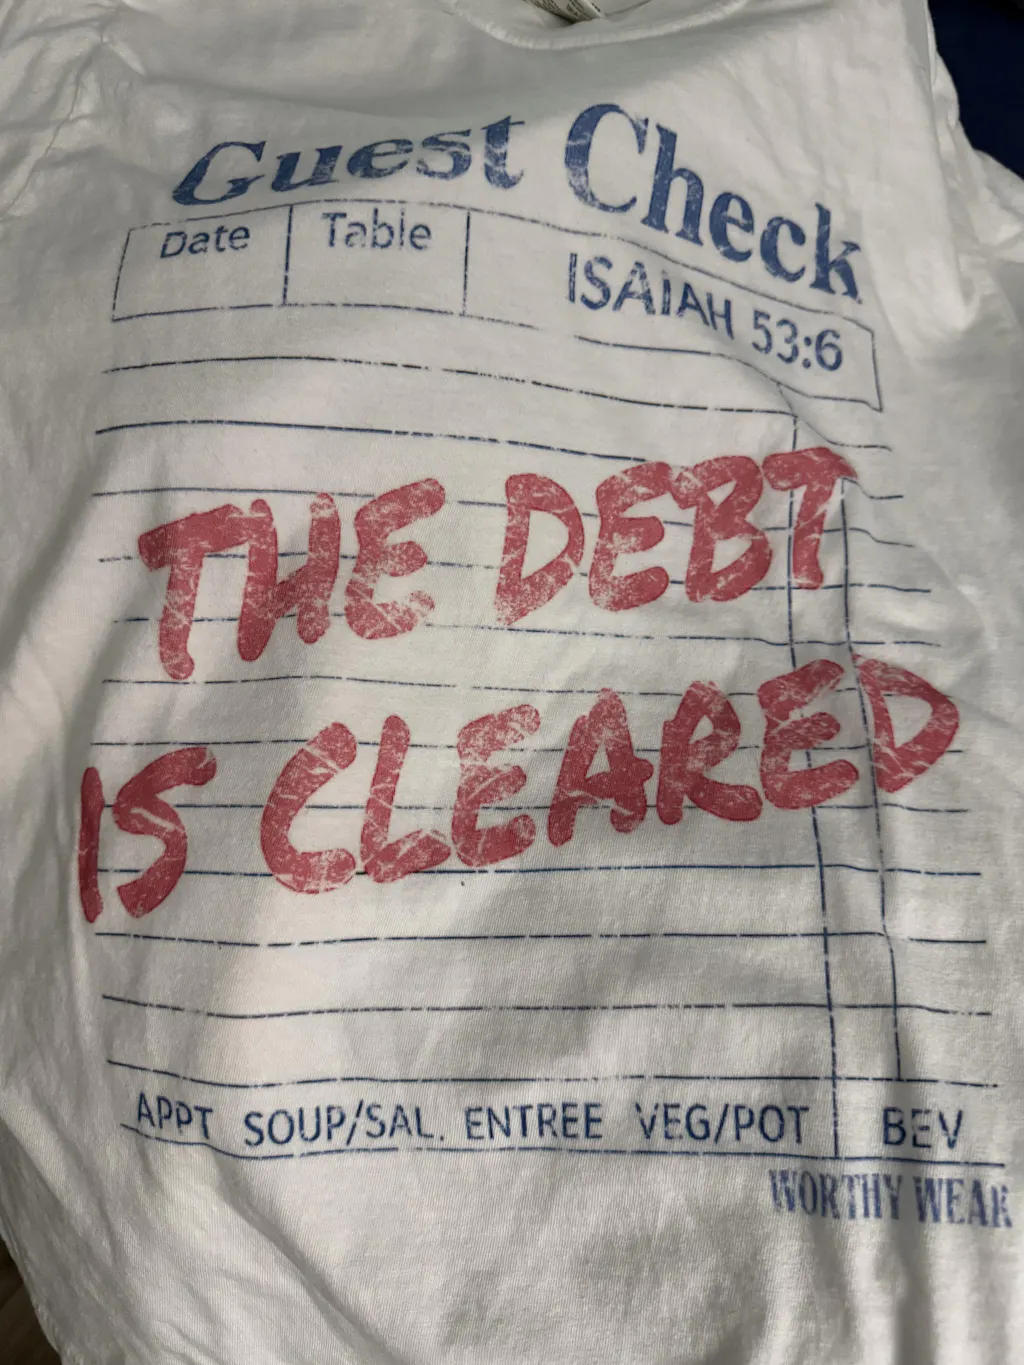 Guest Check
Date Table
ISAIAH 53:6
THE DEBT
IS CLEARED
APPT SOUP/SAL. ENTREE VEG/POT BEV
WORTHY WEAR